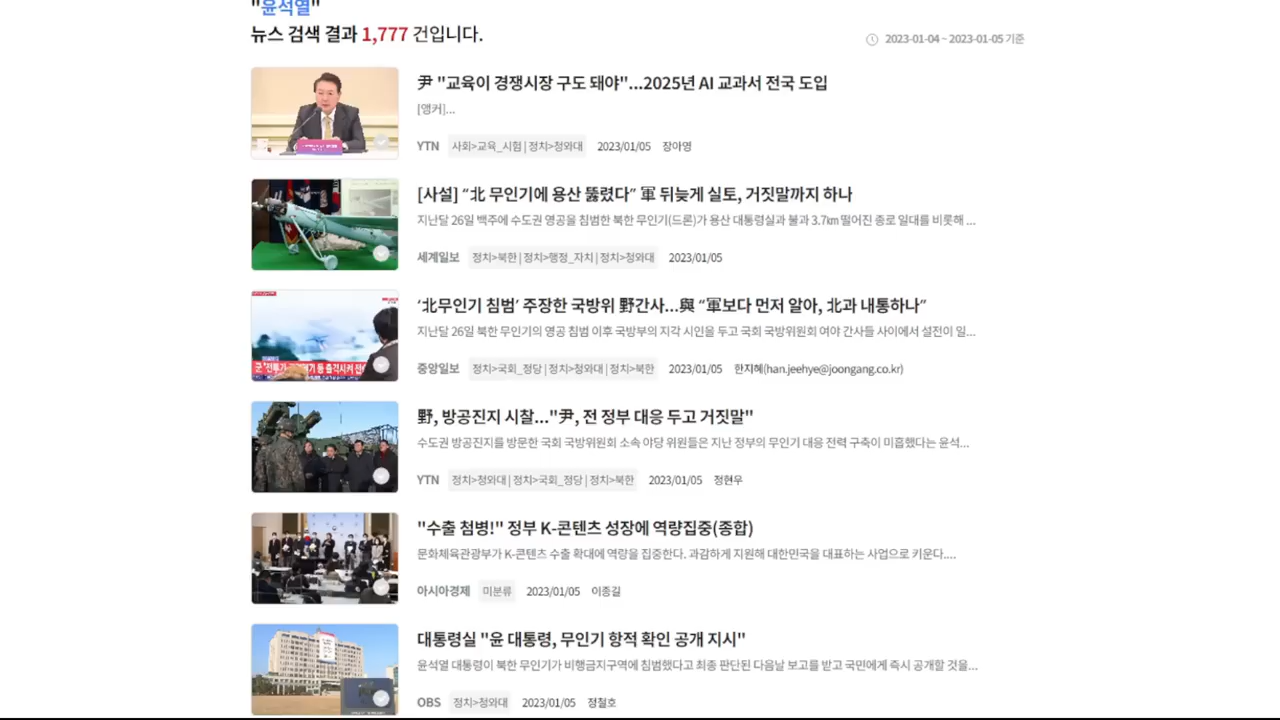 "윤석열"
뉴스 검색 결과 1,777 건입니다.
2023-01-04 ~ 2023-01-05 기준
尹 "교육이 경쟁시장 구도 돼야"...2025년 AI 교과서 전국 도입
[앵커]...
YTN 사회>교육_시험 | 정치>청와대 2023/01/05 장아영
[사설] “北 무인기에 용산 뚫렸다” 軍 뒤늦게 실토, 거짓말까지 하나
지난달 26일 백주에 수도권 영공을 침범한 북한 무인기(드론)가 용산 대통령실과 불과 3.7㎞ 떨어진 종로 일대를 비롯해 ...
세계일보 정치>북한 | 정치>행정_자치 | 정치>청와대 2023/01/05
‘北무인기 침범’ 주장한 국방위 野간사...與 “軍보다 먼저 알아, 北과 내통하나”
지난달 26일 북한 무인기의 영공 침범 이후 국방부의 지각 시인을 두고 국회 국방위원회 여야 간사들 사이에서 설전이 일...
중앙일보 정치>국회_정당 | 정치>청와대 | 정치>북한 2023/01/05 한지혜(han.jeehye@joongang.co.kr)
野, 방공진지 시찰..."尹, 전 정부 대응 두고 거짓말"
수도권 방공진지를 방문한 국회 국방위원회 소속 야당 위원들은 지난 정부의 무인기 대응 전력 구축이 미흡했다는 윤석...
YTN 정치>청와대 | 정치>국회_정당 | 정치>북한 2023/01/05 정현우
"수출 첨병!" 정부 K-콘텐츠 성장에 역량집중(종합)
문화체육관광부가 K-콘텐츠 수출 확대에 역량을 집중한다. 과감하게 지원해 대한민국을 대표하는 사업으로 키운다....
아시아경제 미분류 2023/01/05 이종길
대통령실 "윤 대통령, 무인기 항적 확인 공개 지시"
윤석열 대통령이 북한 무인기가 비행금지구역에 침범했다고 최종 판단된 다음날 보고를 받고 국민에게 즉시 공개할 것을...
OBS 정치>청와대 2023/01/05 정철호